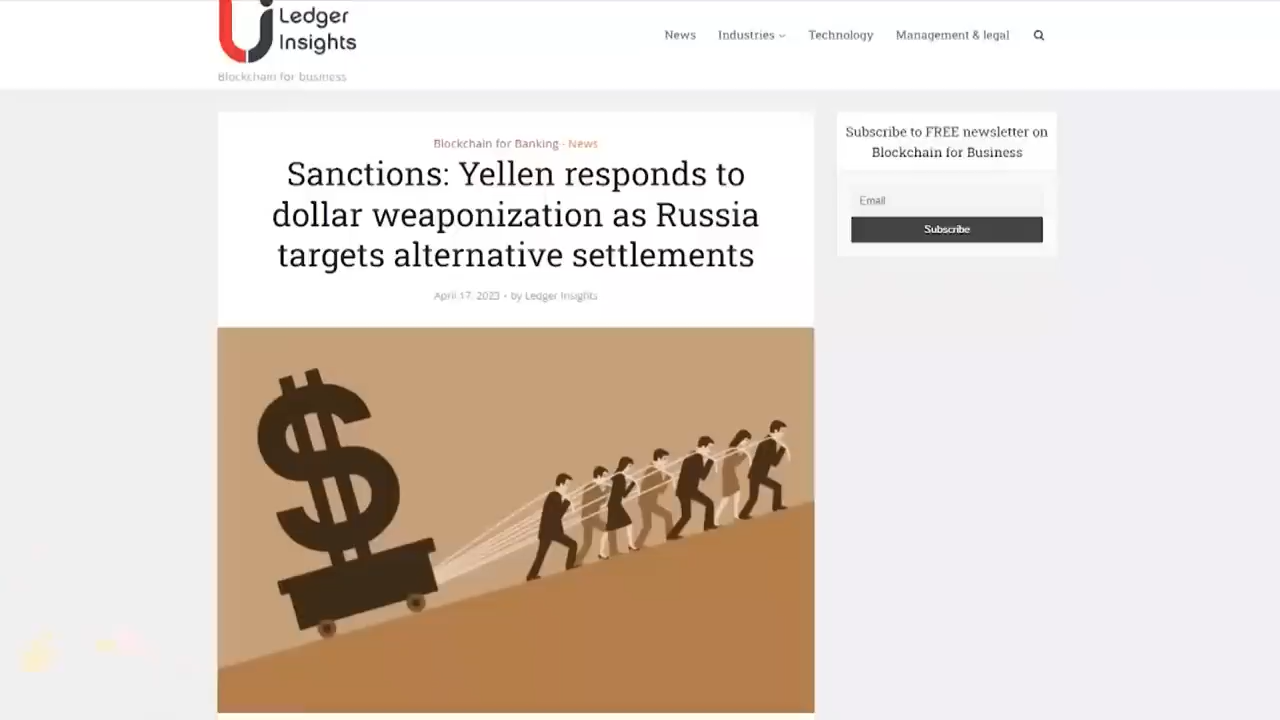 Ledger
Insights
Blockchain for business
News
Industries
Technology
Management & legal
Blockchain for Banking · News
Sanctions: Yellen responds to
dollar weaponization as Russia
targets alternative settlements
April 17, 2023 • by Ledger Insights
Subscribe to FREE newsletter on
Blockchain for Business
Email
Subscribe
$